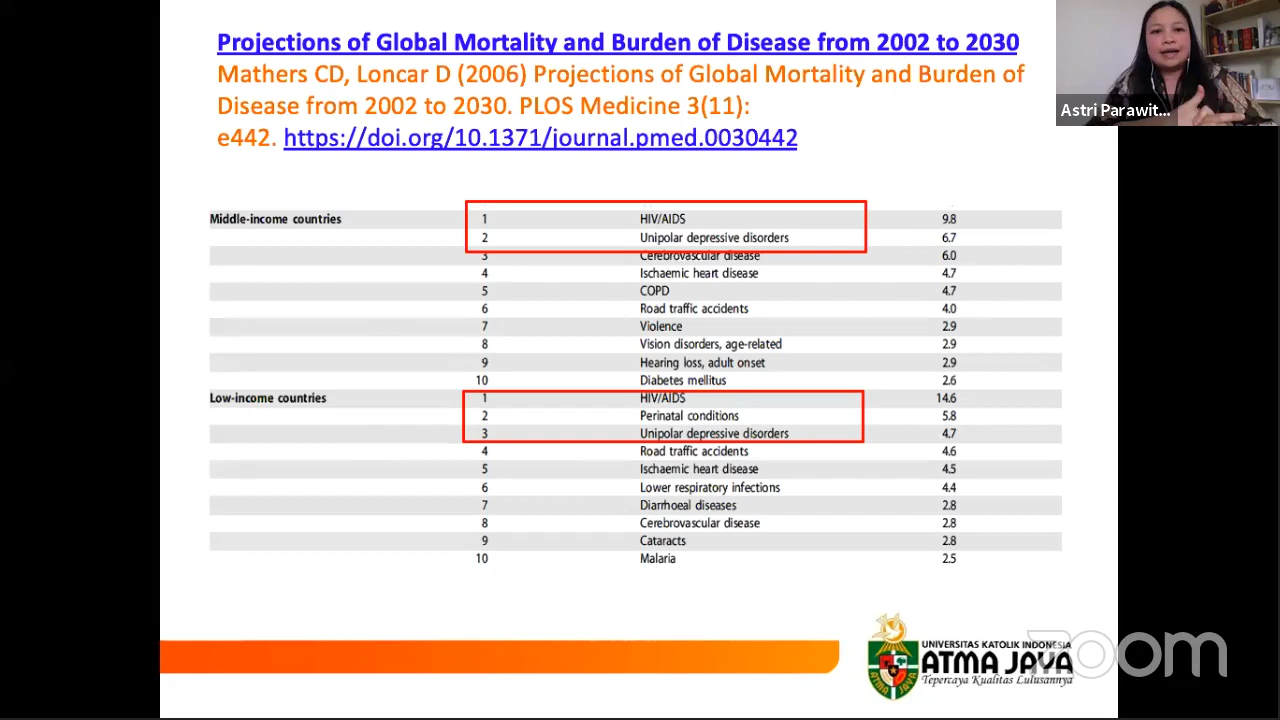 Projections of Global Mortality and Burden of Disease from 2002 to 2030
Mathers CD, Loncar D (2006) Projections of Global Mortality and Burden of
Disease from 2002 to 2030. PLOS Medicine 3(11):
e442. https://doi.org/10.1371/journal.pmed.0030442
Astri Parawit...
Middle-income countries 1 HIV/AIDS 9.8
2 Unipolar depressive disorders 6.7
3 Cerebrovascular disease 6.0
4 Ischaemic heart disease 4.7
5 COPD 4.7
6 Road traffic accidents 4.0
7 Violence 2.9
8 Vision disorders, age-related 2.9
9 Hearing loss, adult onset 2.9
10 Diabetes mellitus 2.6
Low-income countries 1 HIV/AIDS 14.6
2 Perinatal conditions 5.8
3 Unipolar depressive disorders 4.7
4 Road traffic accidents 4.6
5 Ischaemic heart disease 4.5
6 Lower respiratory infections 4.4
7 Diarrhoeal diseases 2.8
8 Cerebrovascular disease 2.8
9 Cataracts 2.8
10 Malaria 2.5
UNIVERSITAS KATOLIK INDONESIA
ATMA JAYA
Tepercaya Kualitas Lulusannya
ATMA JAYA
zoom